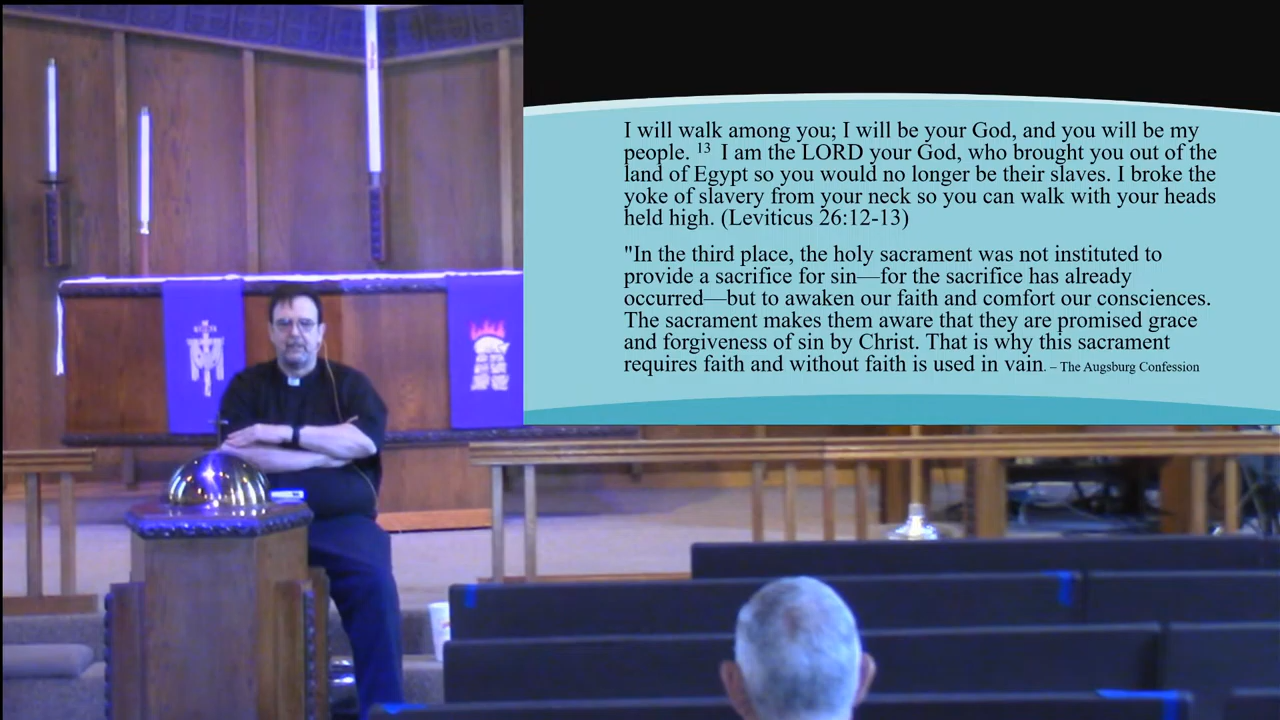 I will walk among you; I will be your God, and you will be my
people. 13 I am the LORD your God, who brought you out of the
land of Egypt so you would no longer be their slaves. I broke the
yoke of slavery from your neck so you can walk with your heads
held high. (Leviticus 26:12-13)
"In the third place, the holy sacrament was not instituted to
provide a sacrifice for sin—for the sacrifice has already
occurred—but to awaken our faith and comfort our consciences.
The sacrament makes them aware that they are promised grace
and forgiveness of sin by Christ. That is why this sacrament
requires faith and without faith is used in vain. – The Augsburg Confession